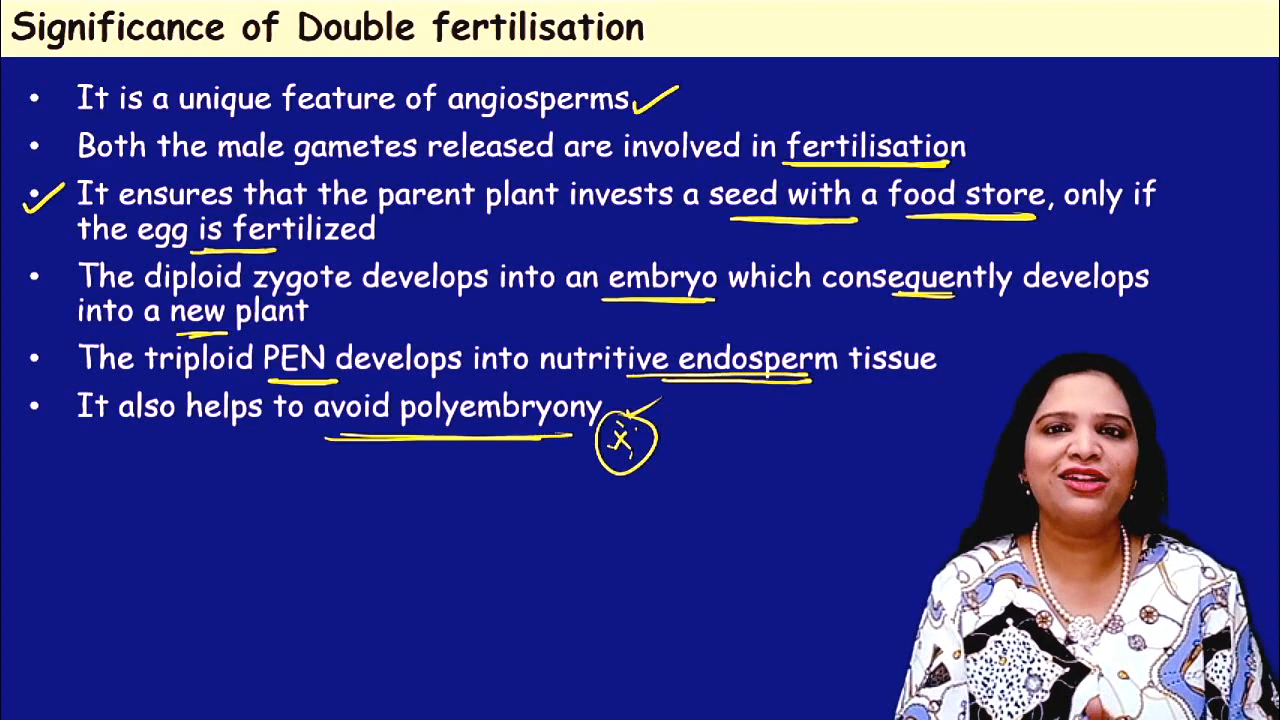 Significance of Double fertilisation
• It is a unique feature of angiosperms
• Both the male gametes released are involved in fertilisation
• It ensures that the parent plant invests a seed with a food store, only if
the egg is fertilized
• The diploid zygote develops into an embryo which consequently develops
into a new plant
• The triploid PEN develops into nutritive endosperm tissue
• It also helps to avoid polyembryony